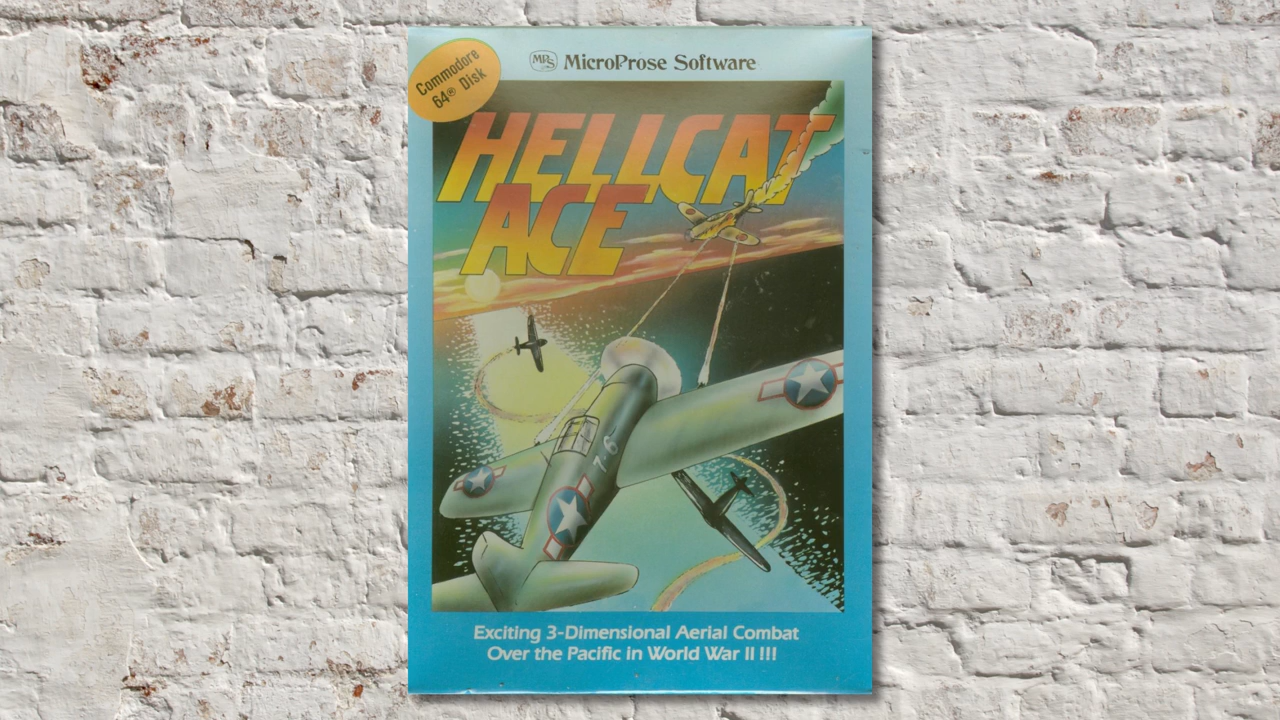 Commodore
64® Disk
MPS MicroProse Software
HELLCAT
ACE
76
Exciting 3-Dimensional Aerial Combat
Over the Pacific in World War II !!!